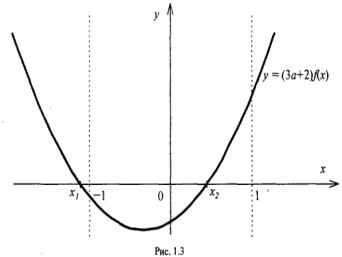 y
y = (3a+2)f(x)
x
x₁ −1 0 x₂ 1
Рис. 1.3